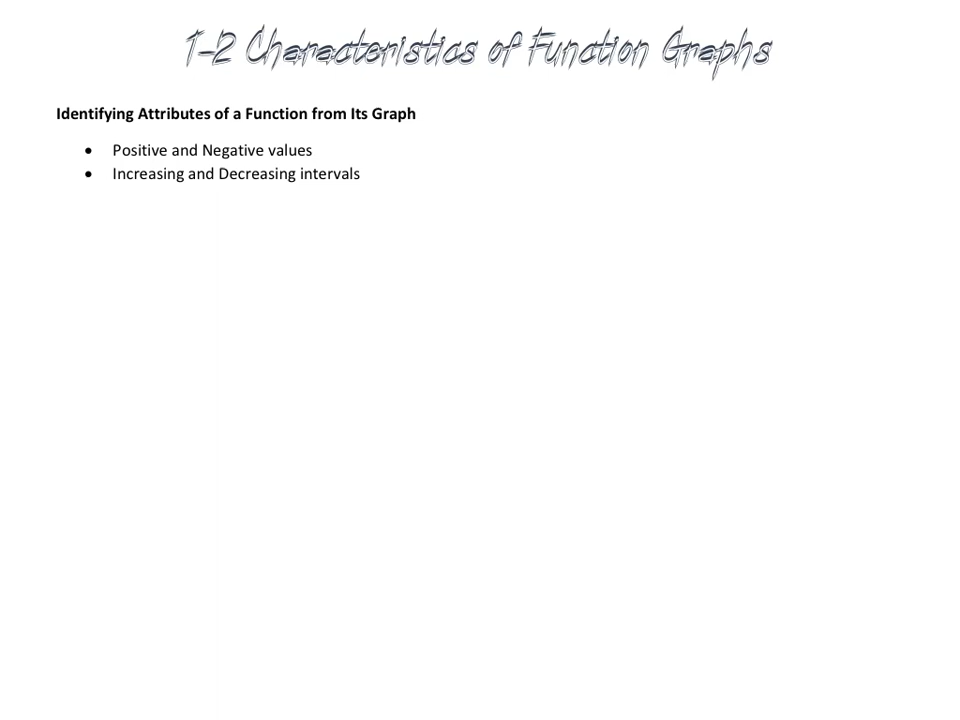 1-2 Characteristics of Function Graphs
Identifying Attributes of a Function from Its Graph
• Positive and Negative values
• Increasing and Decreasing intervals